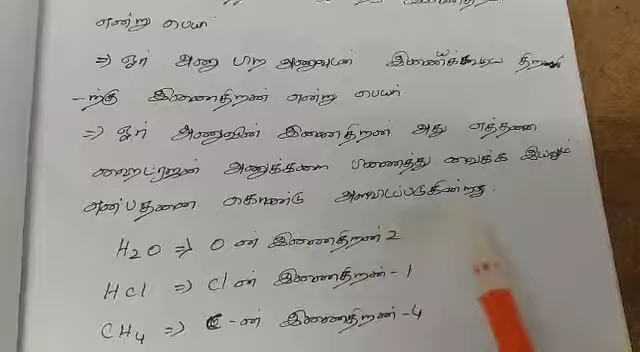 என்று பெயர்
=> ஓர் அணு பிற அணுவுடன் இணைக்கூடிய திற
-ற்கு இணைதிறன் என்று பெயர்.
=> ஓர் அணுவின் இணைதிறன் அது எத்தனை
ஹைட்ரஜன் அணுக்களை பிணைத்து வைக்க இயலும்
என்பதனை கொண்டு அளவிடப்படுகின்றது.
H₂O => O ன் இணைதிறன் 2
HCl => Cl ன் இணைதிறன் - 1
CH₄ => C -ன் இணைதிறன் -4